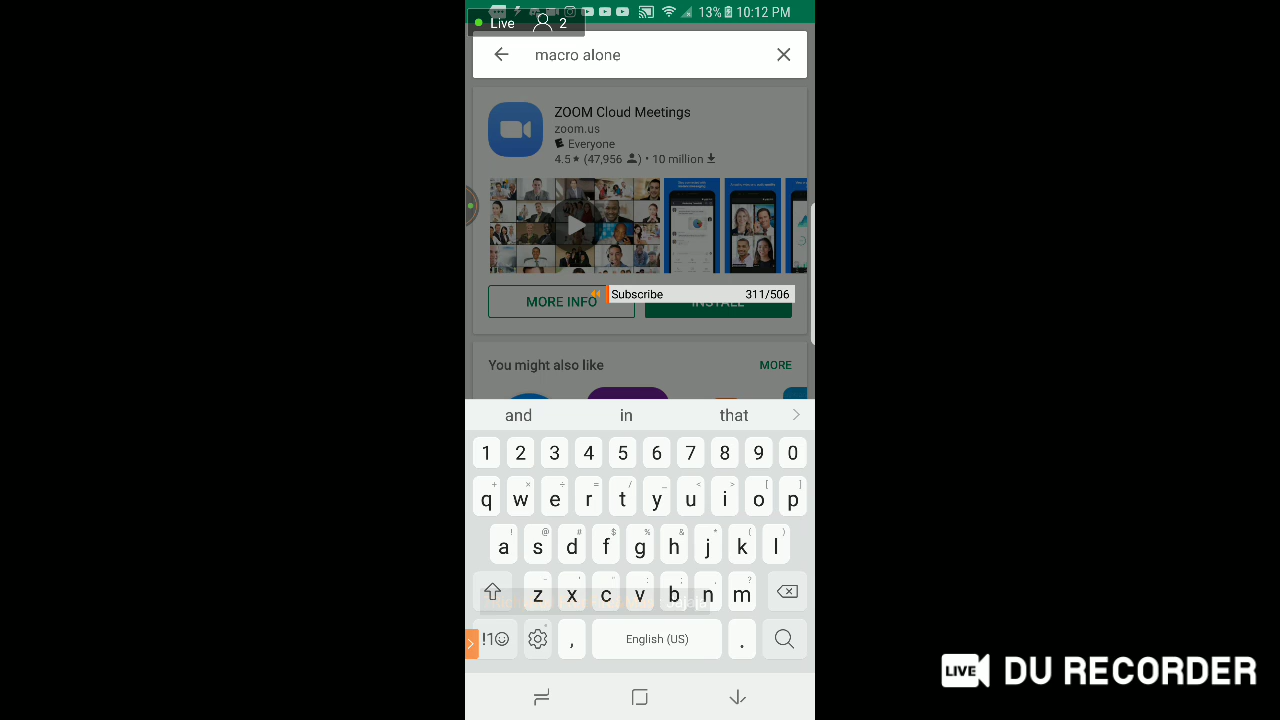 13% 10:12 PM
Live 2
macro alone
ZOOM Cloud Meetings
zoom.us
Everyone
4.5★ (47,956) • 10 million
Subscribe 311/506
MORE INFO INSTALL
You might also like MORE
and in that
1 2 3 4 5 6 7 8 9 0
q w e r t y u i o p
a s d f g h j k l
z x c v b n m
!1☺ , English (US) .
LIVE DU RECORDER